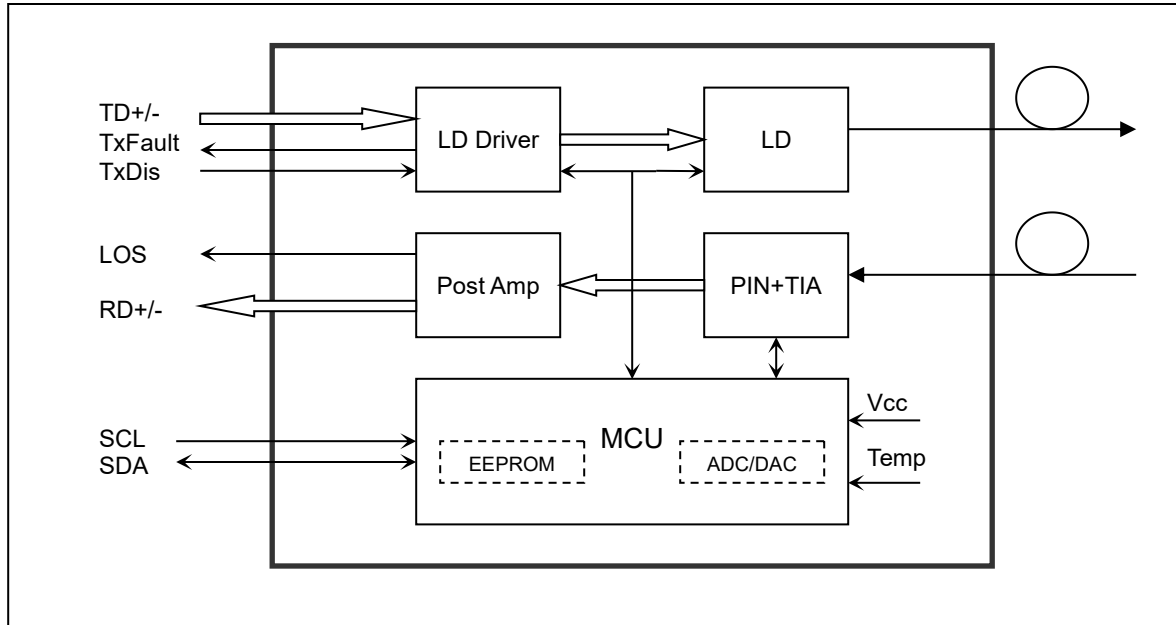 TD+/-
TxFault
TxDis
LD Driver
LD
LOS
RD+/-
Post Amp
PIN+TIA
SCL
SDA
MCU
EEPROM
ADC/DAC
Vcc
Temp